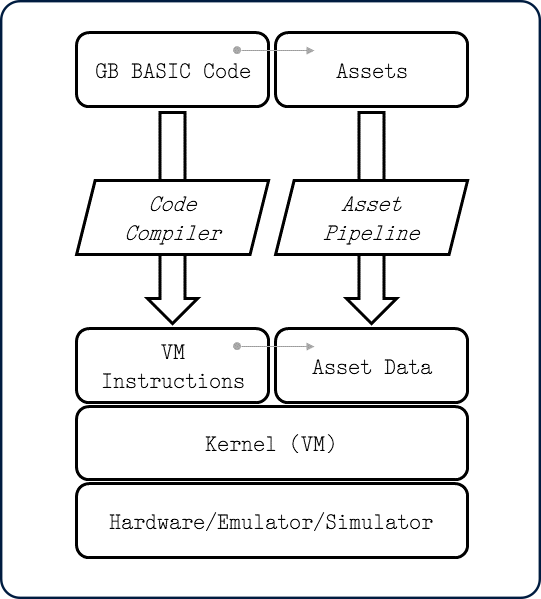 GB BASIC Code
Assets
Code
Compiler
Asset
Pipeline
VM
Instructions
Asset Data
Kernel (VM)
Hardware/Emulator/Simulator